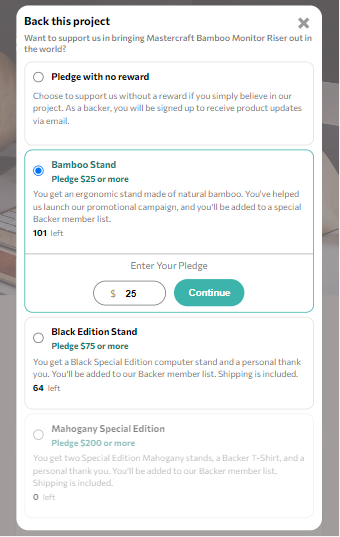 Back this project
Want to support us in bringing Mastercraft Bamboo Monitor Riser out in
the world?
Pledge with no reward
Choose to support us without a reward if you simply believe in our
project. As a backer, you will be signed up to receive product updates
via email.
Bamboo Stand
Pledge $25 or more
You get an ergonomic stand made of natural bamboo. You've helped
us launch our promotional campaign, and you'll be added to a special
Backer member list.
101 left
Enter Your Pledge
$ 25
Continue
Black Edition Stand
Pledge $75 or more
You get a Black Special Edition computer stand and a personal thank
you. You'll be added to our Backer member list. Shipping is included.
64 left
Mahogany Special Edition
Pledge $200 or more
You get two Special Edition Mahogany stands, a Backer T-Shirt, and a
personal thank you. You'll be added to our Backer member list.
Shipping is included.
0 left